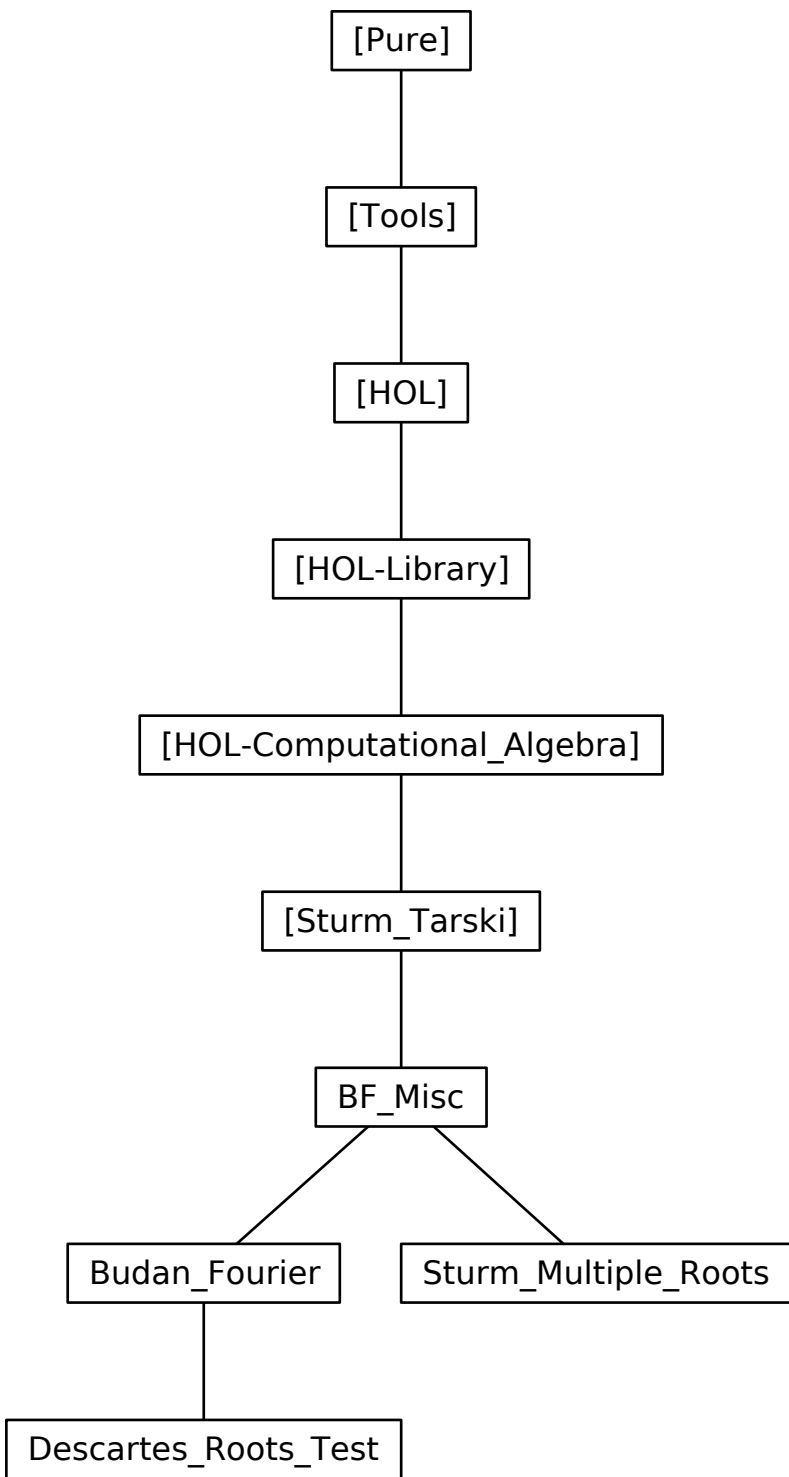 [Pure]
[Tools]
[HOL]
[HOL-Library]
[HOL-Computational_Algebra]
[Sturm_Tarski]
BF_Misc
Budan_Fourier
Sturm_Multiple_Roots
Descartes_Roots_Test